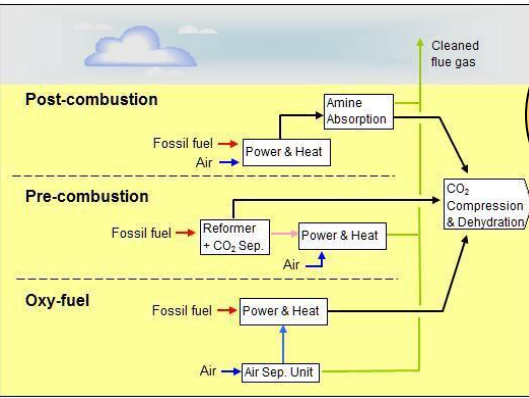 Cleaned
flue gas
Post-combustion
Amine
Absorption
Fossil fuel
Power & Heat
Air
CO₂
Compression
& Dehydration
Pre-combustion
Fossil fuel
Reformer
+ CO₂ Sep.
Power & Heat
Air
Oxy-fuel
Fossil fuel
Power & Heat
Air
Air Sep. Unit